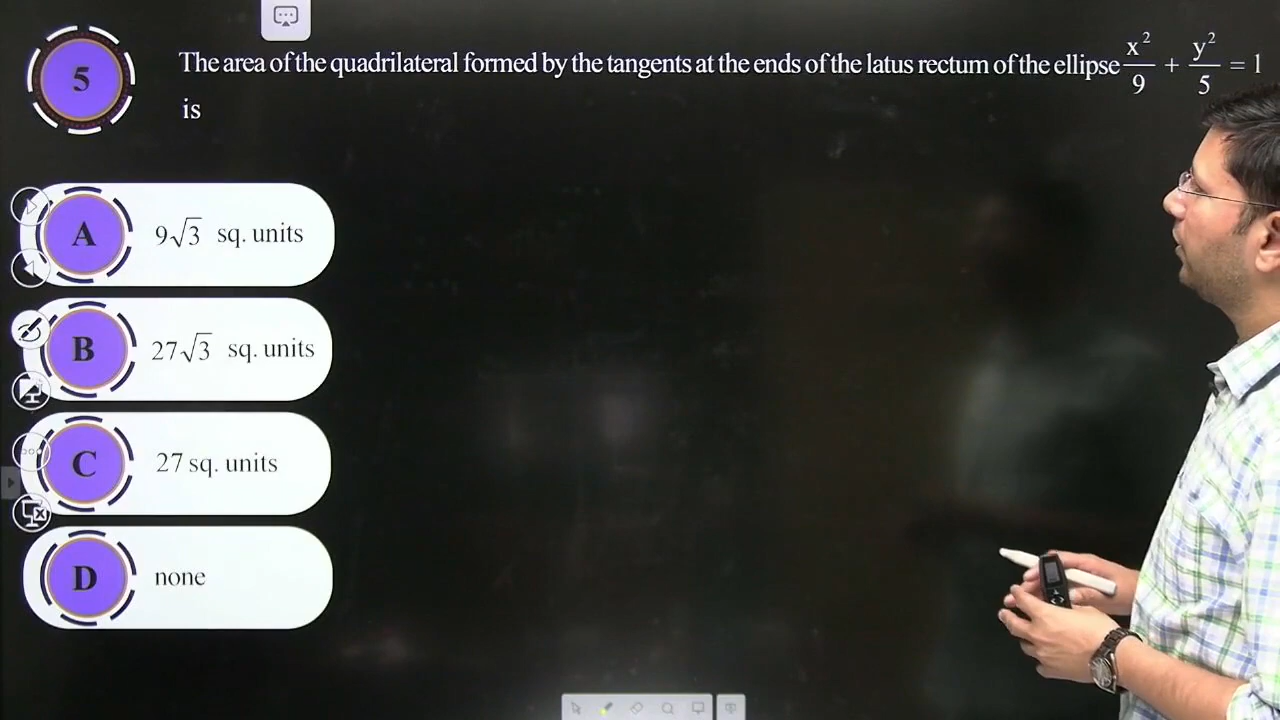 5
The area of the quadrilateral formed by the tangents at the ends of the latus rectum of the ellipse x²/9 + y²/5 = 1
is
A 9√3 sq. units
B 27√3 sq. units
C 27 sq. units
D none